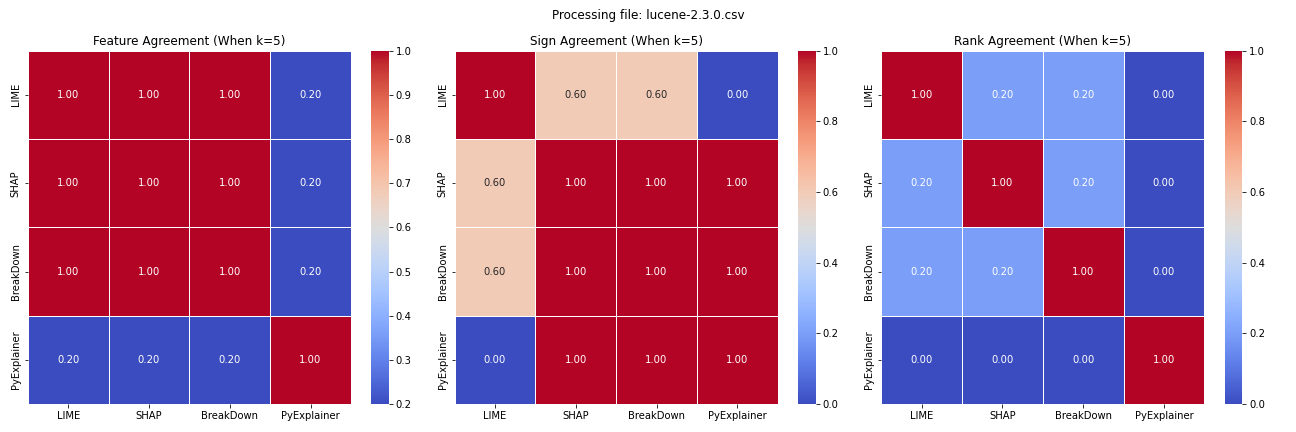 Processing file: lucene-2.3.0.csv
Feature Agreement (When k=5)
LIME
SHAP
BreakDown
PyExplainer
1.00 1.00 1.00 0.20
1.00 1.00 1.00 0.20
1.00 1.00 1.00 0.20
0.20 0.20 0.20 1.00
LIME SHAP BreakDown PyExplainer
1.0
0.9
0.8
0.7
0.6
0.5
0.4
0.3
0.2
Sign Agreement (When k=5)
LIME
SHAP
BreakDown
PyExplainer
1.00 0.60 0.60 0.00
0.60 1.00 1.00 1.00
0.60 1.00 1.00 1.00
0.00 1.00 1.00 1.00
LIME SHAP BreakDown PyExplainer
1.0
0.8
0.6
0.4
0.2
0.0
Rank Agreement (When k=5)
LIME
SHAP
BreakDown
PyExplainer
1.00 0.20 0.20 0.00
0.20 1.00 0.20 0.00
0.20 0.20 1.00 0.00
0.00 0.00 0.00 1.00
LIME SHAP BreakDown PyExplainer
1.0
0.8
0.6
0.4
0.2
0.0